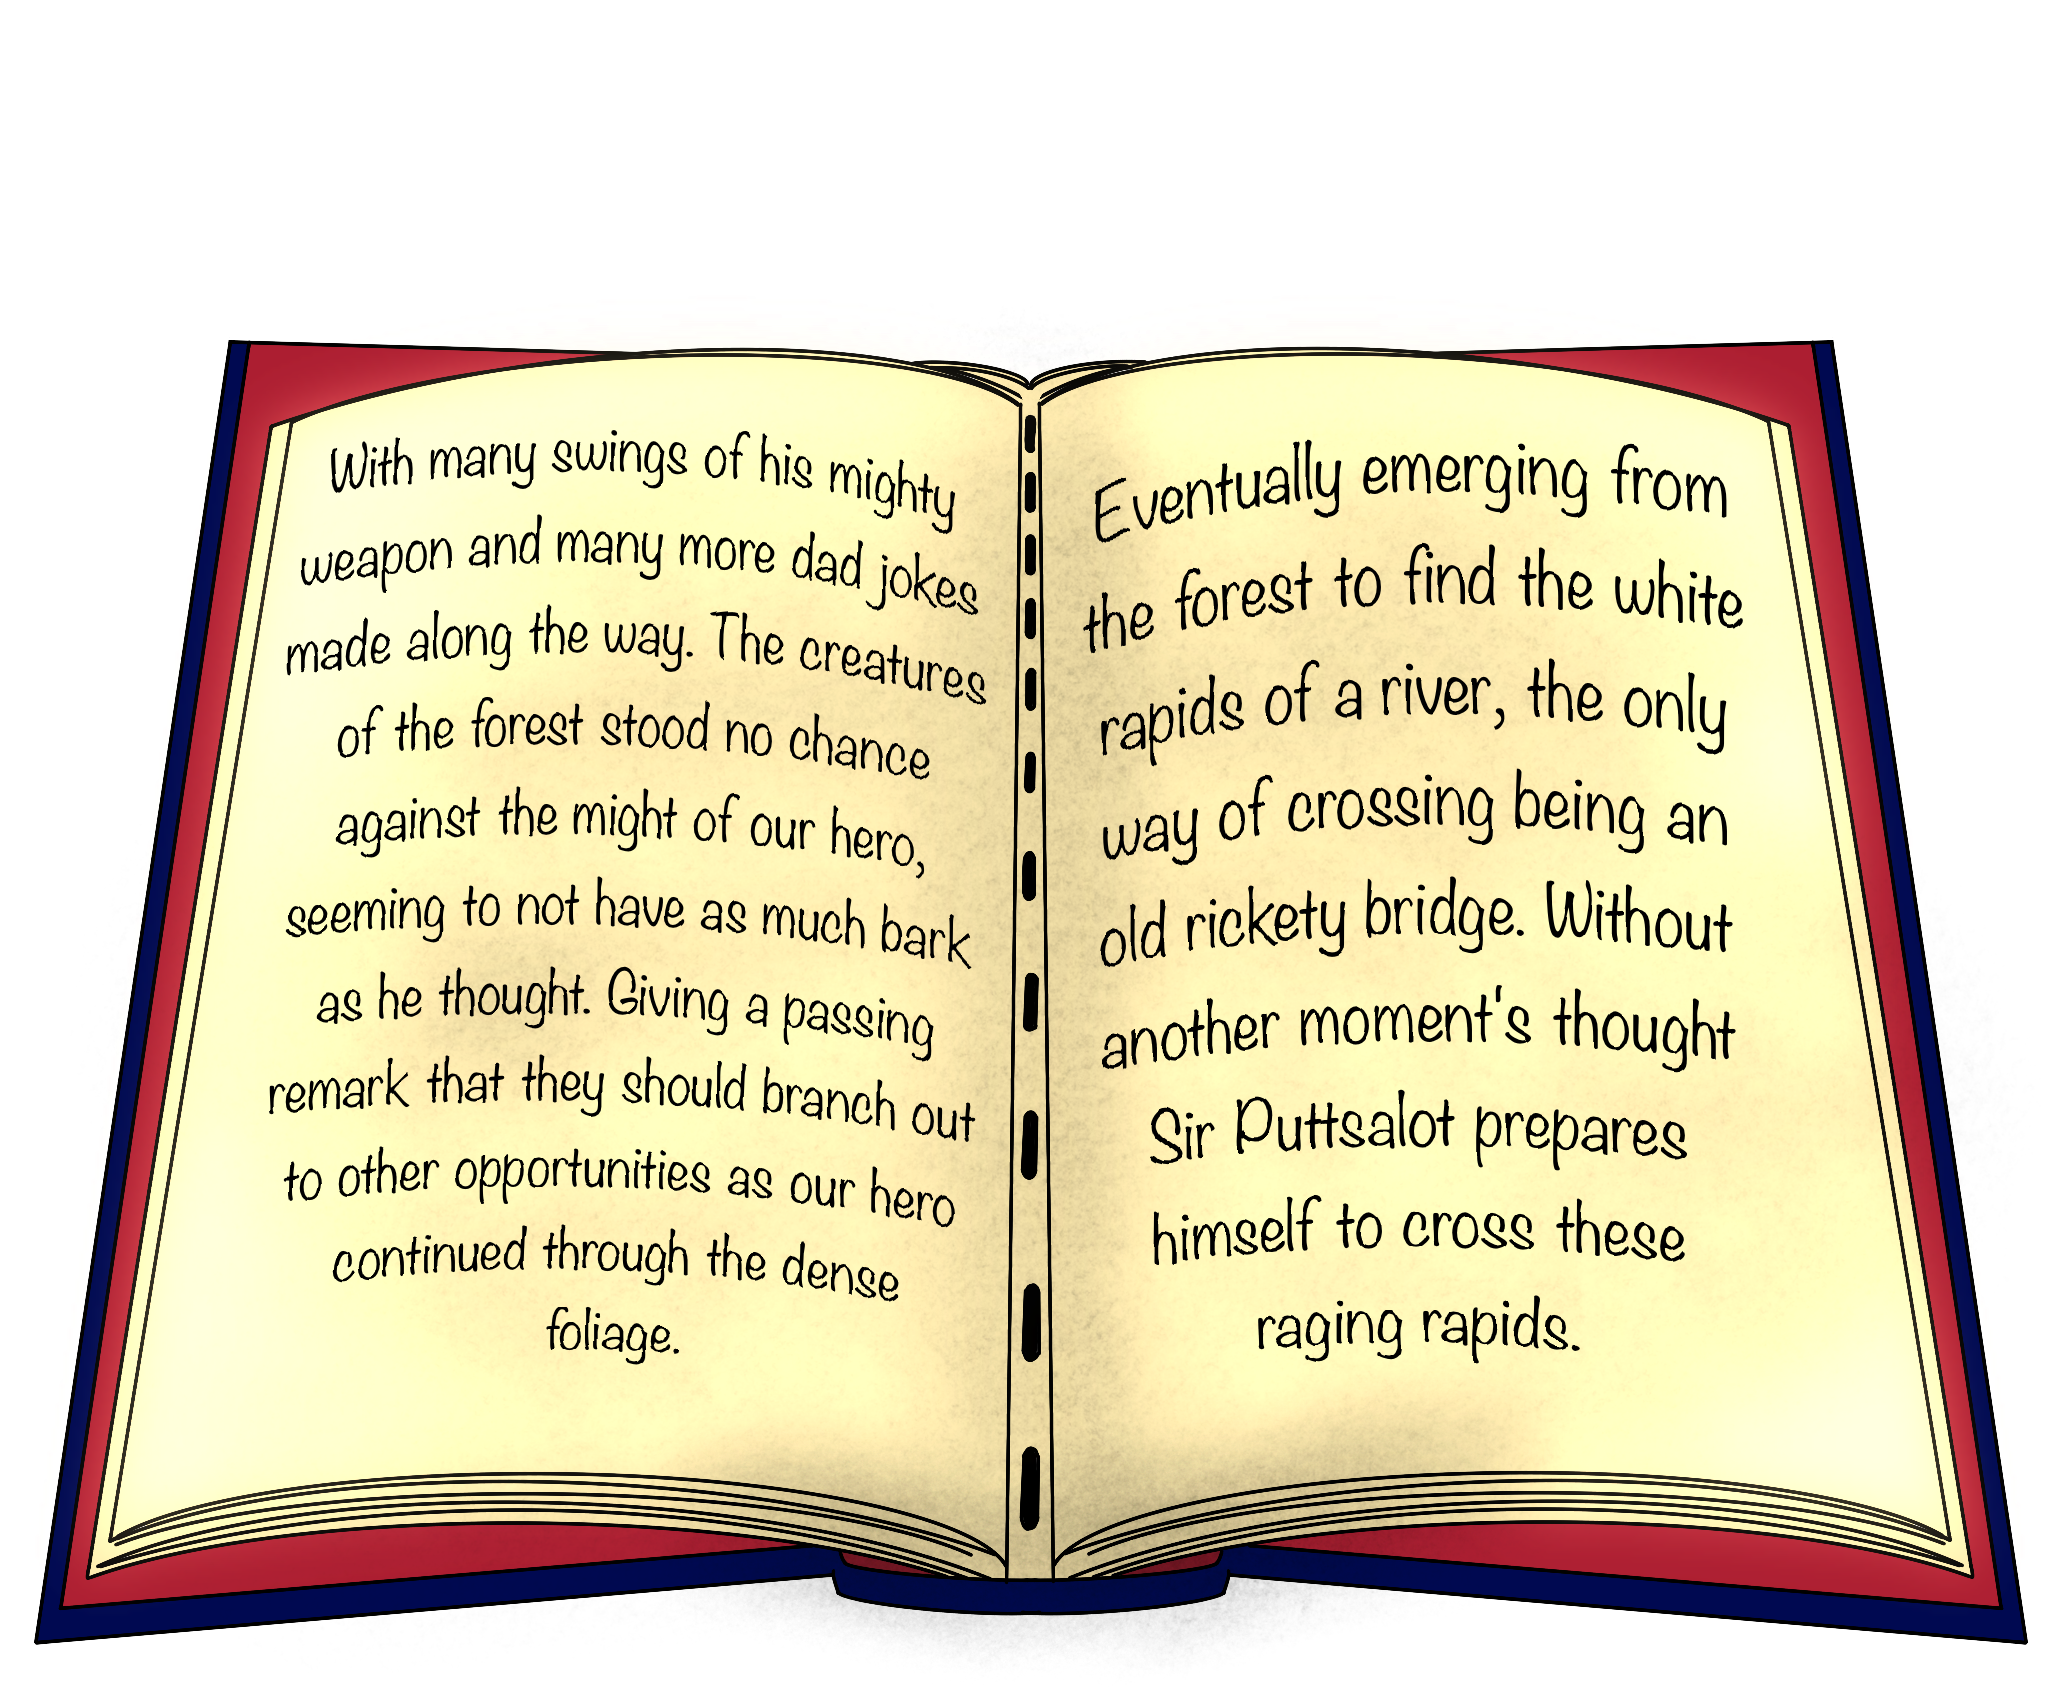 With many swings of his mighty
weapon and many more dad jokes
made along the way. The creatures
of the forest stood no chance
against the might of our hero,
seeming to not have as much bark
as he thought. Giving a passing
remark that they should branch out
to other opportunities as our hero
continued through the dense
foliage.
Eventually emerging from
the forest to find the white
rapids of a river, the only
way of crossing being an
old rickety bridge. Without
another moment's thought
Sir Puttsalot prepares
himself to cross these
raging rapids.